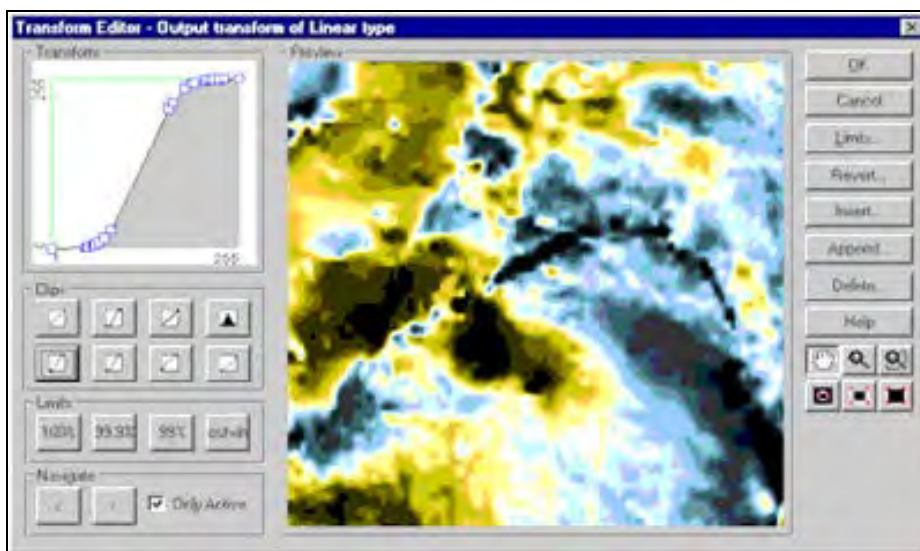 Transform Editor - Output transform of Linear type
Transform
255
255
Clips
Limits
100%
99.9%
99%
Navigate
<
>
Only Active
Preview
OK
Cancel
Limits...
Revert...
Insert...
Append...
Delete...
Help